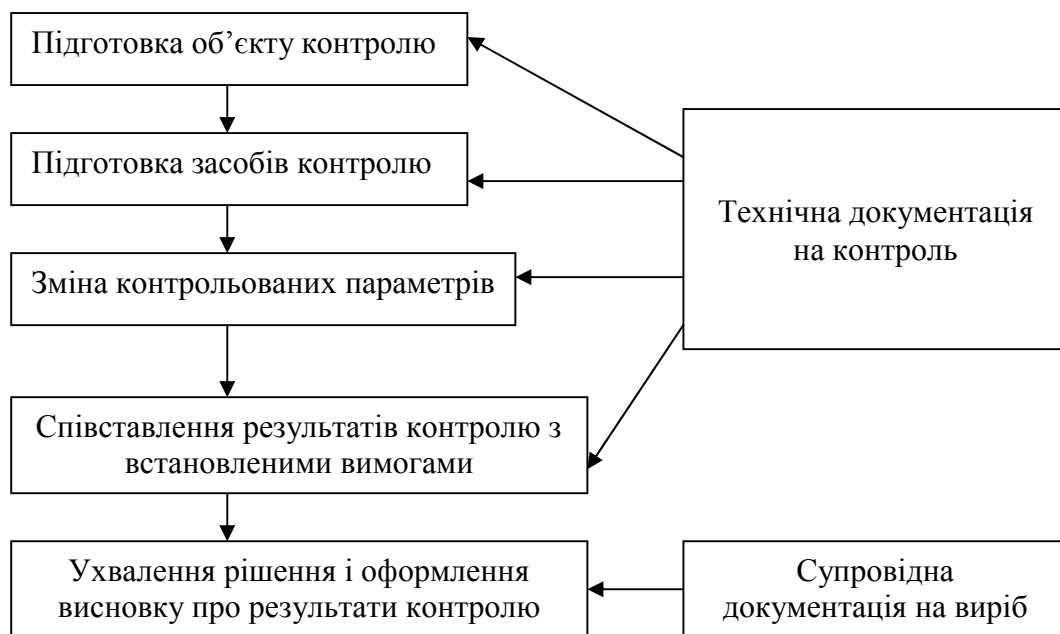 Підготовка об’єкту контролю
Підготовка засобів контролю
Зміна контрольованих параметрів
Співставлення результатів контролю з
встановленими вимогами
Ухвалення рішення і оформлення
висновку про результати контролю
Технічна документація
на контроль
Супровідна
документація на виріб